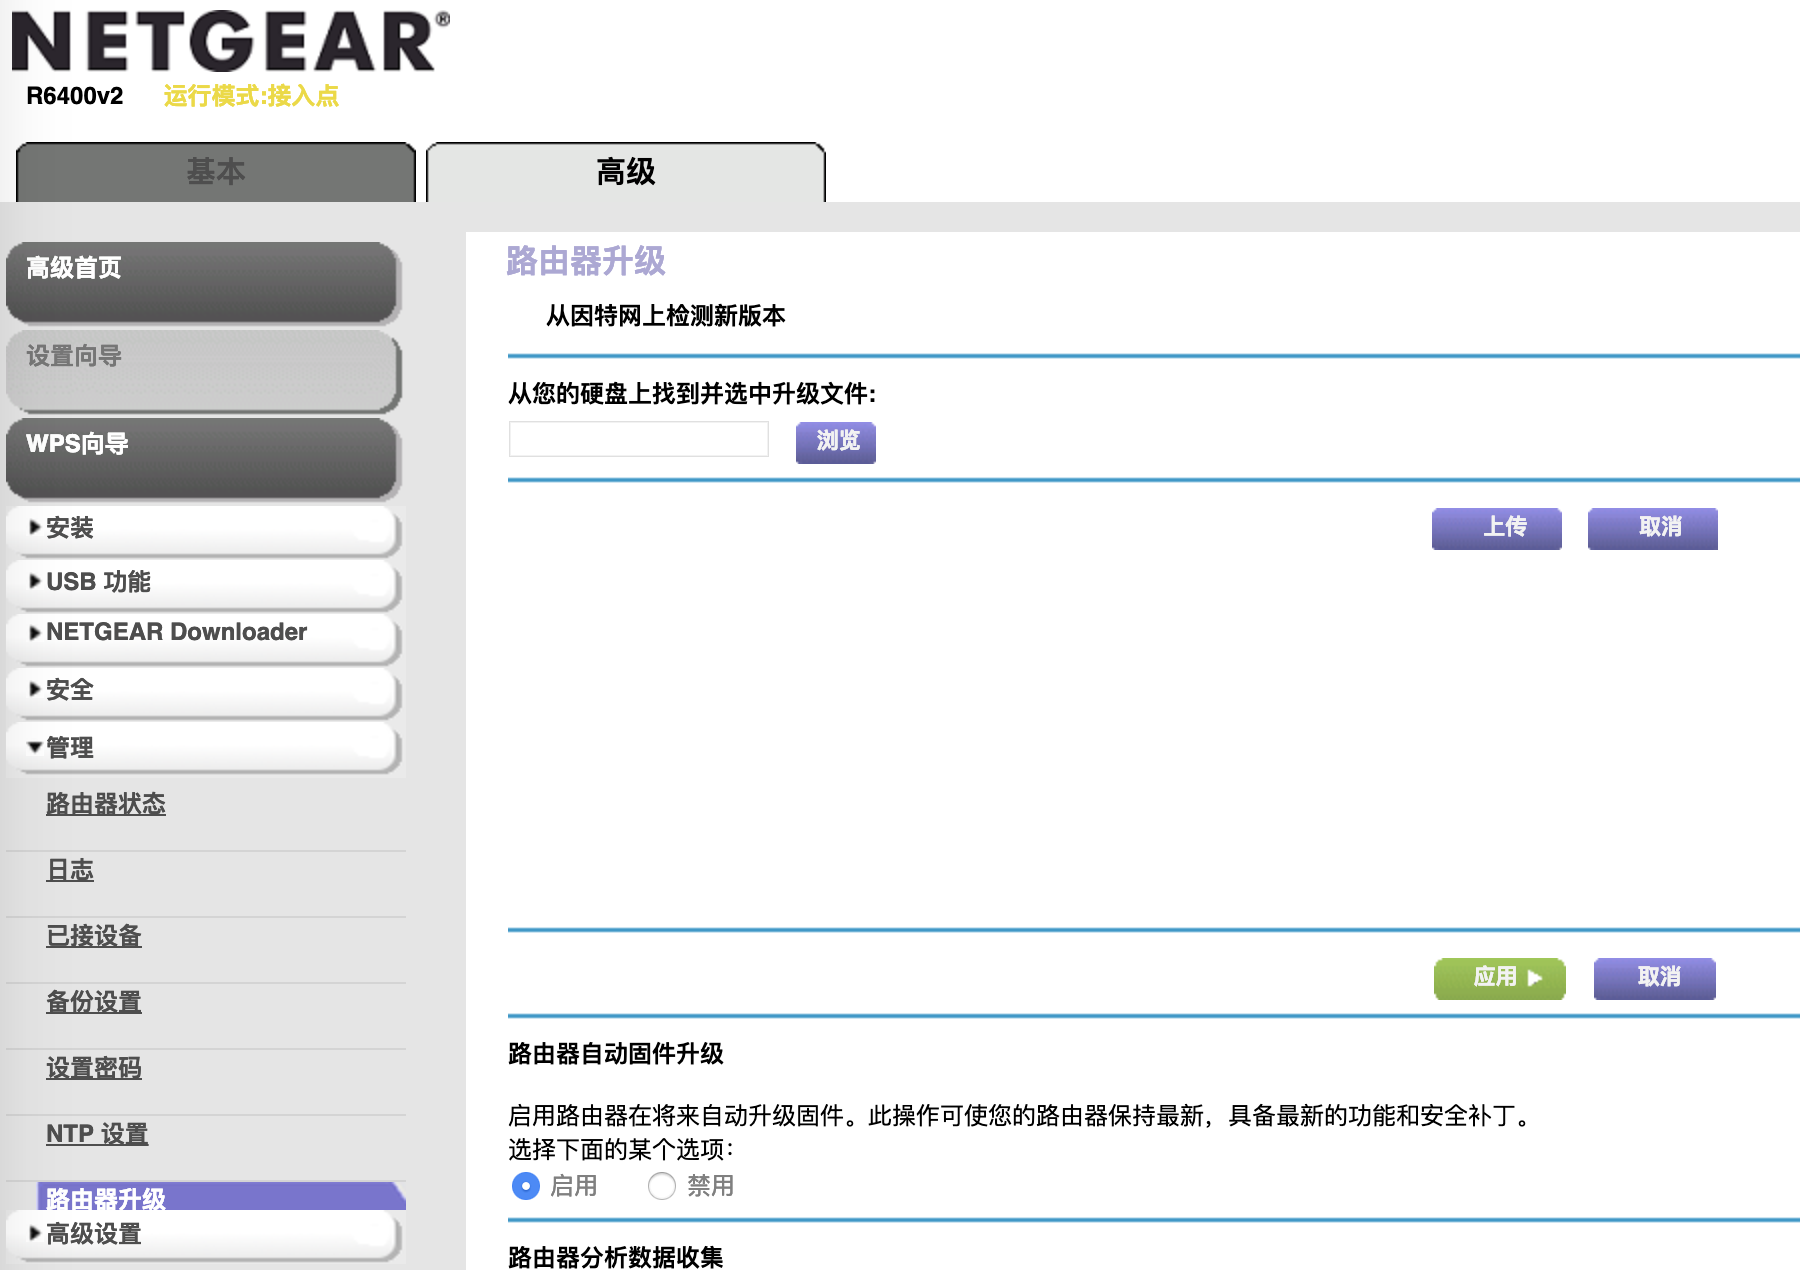 NETGEAR®
R6400v2 运行模式:接入点
基本
高级
高级首页
设置向导
WPS向导
安装
USB 功能
NETGEAR Downloader
安全
管理
路由器状态
日志
已接设备
备份设置
设置密码
NTP 设置
路由器升级
高级设置
路由器升级
从因特网上检测新版本
从您的硬盘上找到并选中升级文件:
浏览
上传 取消
应用 取消
路由器自动固件升级
启用路由器在将来自动升级固件。此操作可使您的路由器保持最新，具备最新的功能和安全补丁。
选择下面的某个选项：
启用 禁用
路由器分析数据收集